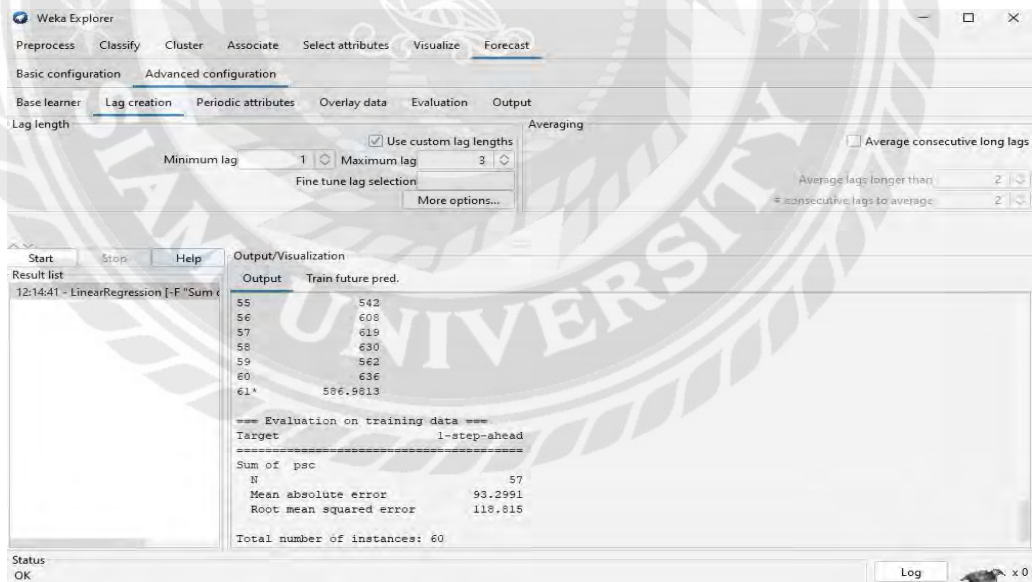 Weka Explorer
Preprocess Classify Cluster Associate Select attributes Visualize Forecast
Basic configuration Advanced configuration
Base learner Lag creation Periodic attributes Overlay data Evaluation Output
Lag length
Use custom lag lengths
Minimum lag 1 Maximum lag 3
Fine tune lag selection
More options...
Averaging
Average consecutive long lags
Average lags longer than 2
# consecutive lags to average 2
Start Stop Help
Result list
12:14:41 - LinearRegression [-F "Sum
Output/Visualization
Output Train future pred.
55 542
56 608
57 619
58 630
59 562
60 636
61* 586.9813
=== Evaluation on training data ===
Target 1-step-ahead
========================================
Sum of psc
N 57
Mean absolute error 93.2991
Root mean squared error 118.815
Total number of instances: 60
Status
OK
Log x 0
SIAM UNIVERSITY